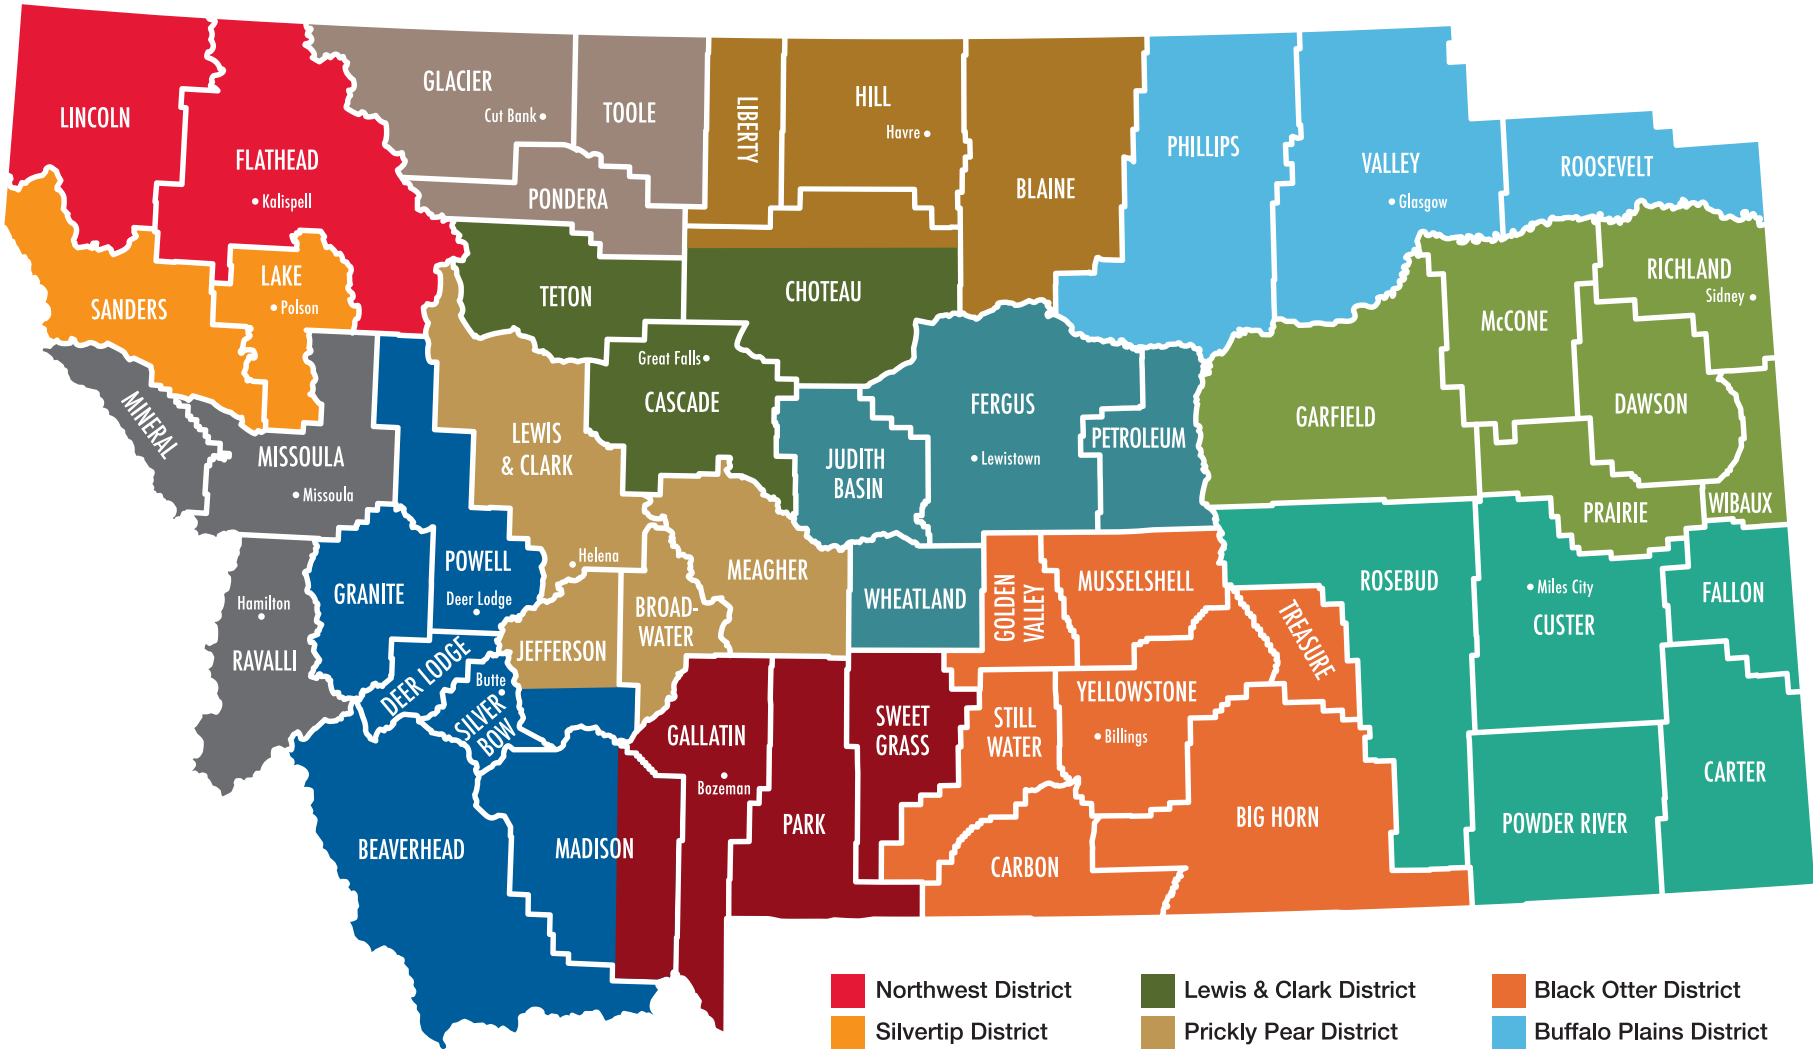 LINCOLN
FLATHEAD
Kalispell
GLACIER
Cut Bank
TOOLE
PONDERA
LIBERTY
HILL
Havre
BLAINE
PHILLIPS
VALLEY
Glasgow
ROOSEVELT
SANDERS
LAKE
Polson
TETON
CHOTEAU
Great Falls
CASCADE
RICHLAND
Sidney
McCONE
DAWSON
GARFIELD
PRAIRIE
WIBAUX
MINERAL
MISSOULA
Missoula
LEWIS
& CLARK
Helena
JUDITH
BASIN
FERGUS
Lewistown
PETROLEUM
Hamilton
RAVALLI
GRANITE
POWELL
Deer Lodge
DEER LODGE
Butte
SILVER
BOW
JEFFERSON
BROAD-
WATER
MEAGHER
WHEATLAND
GOLDEN
VALLEY
MUSSELSHELL
TREASURE
ROSEBUD
Miles City
CUSTER
FALLON
BEAVERHEAD
MADISON
GALLATIN
Bozeman
PARK
SWEET
GRASS
STILL
WATER
YELLOWSTONE
Billings
CARBON
BIG HORN
POWDER RIVER
CARTER
Northwest District
Silvertip District
Lewis & Clark District
Prickly Pear District
Black Otter District
Buffalo Plains District